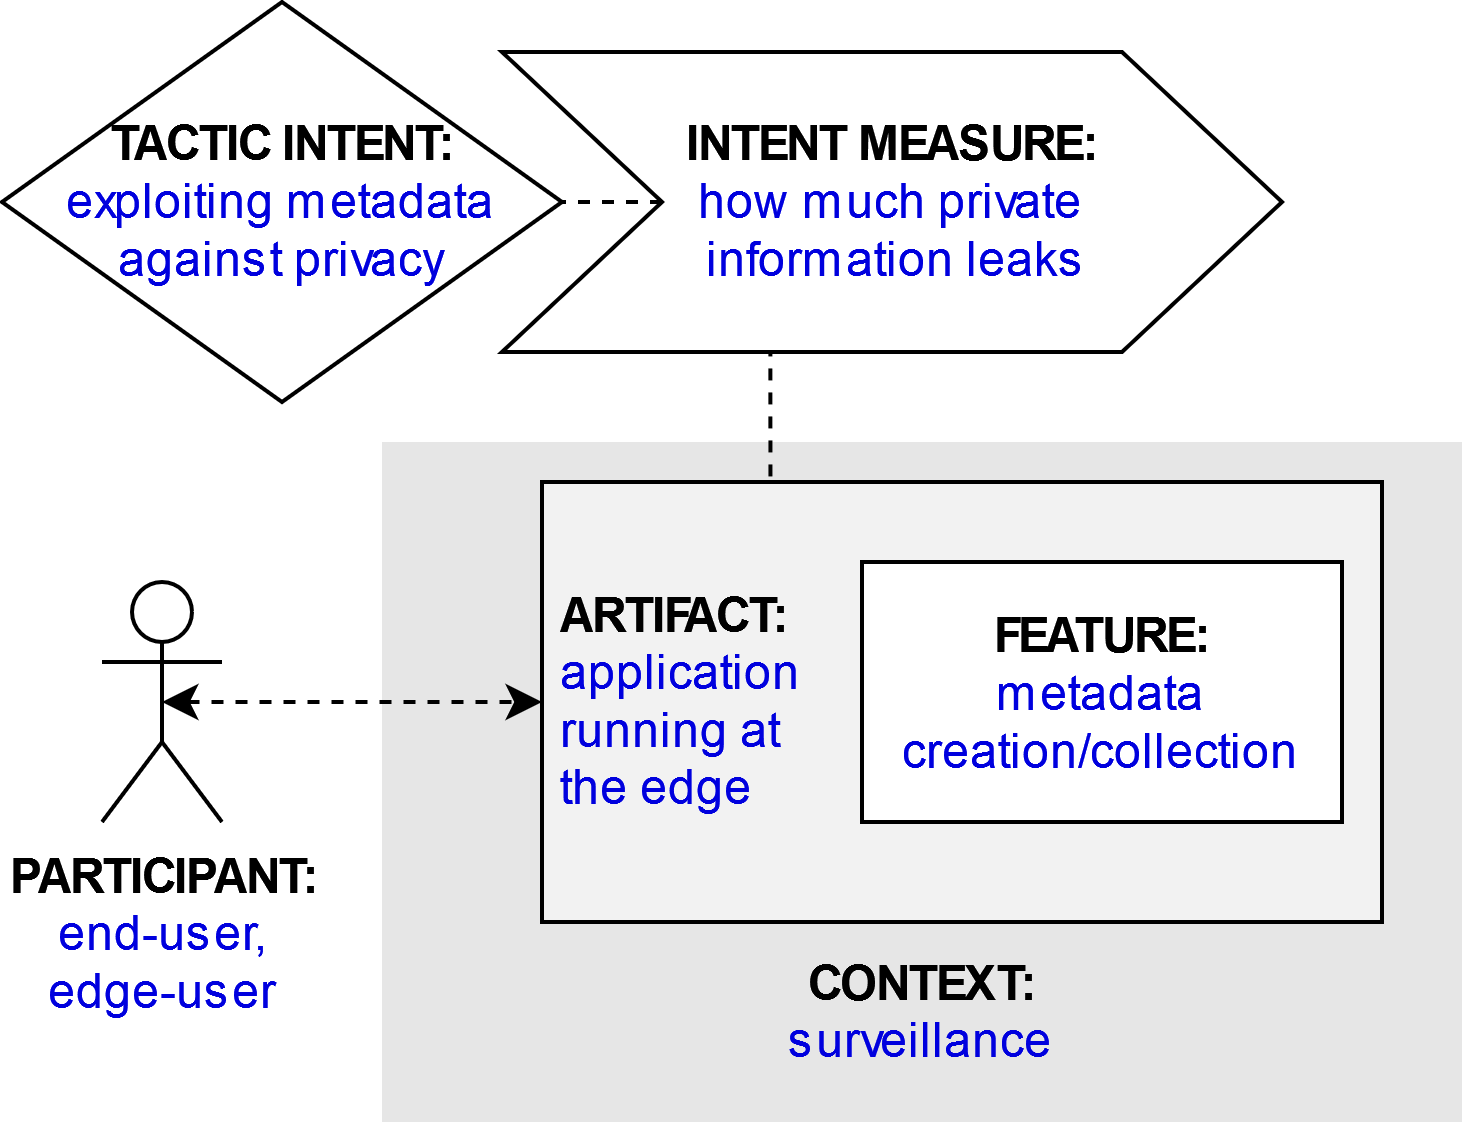 TACTIC INTENT:
exploiting metadata
against privacy
INTENT MEASURE:
how much private
information leaks
ARTIFACT:
application
running at
the edge
FEATURE:
metadata
creation/collection
PARTICIPANT:
end-user,
edge-user
CONTEXT:
surveillance